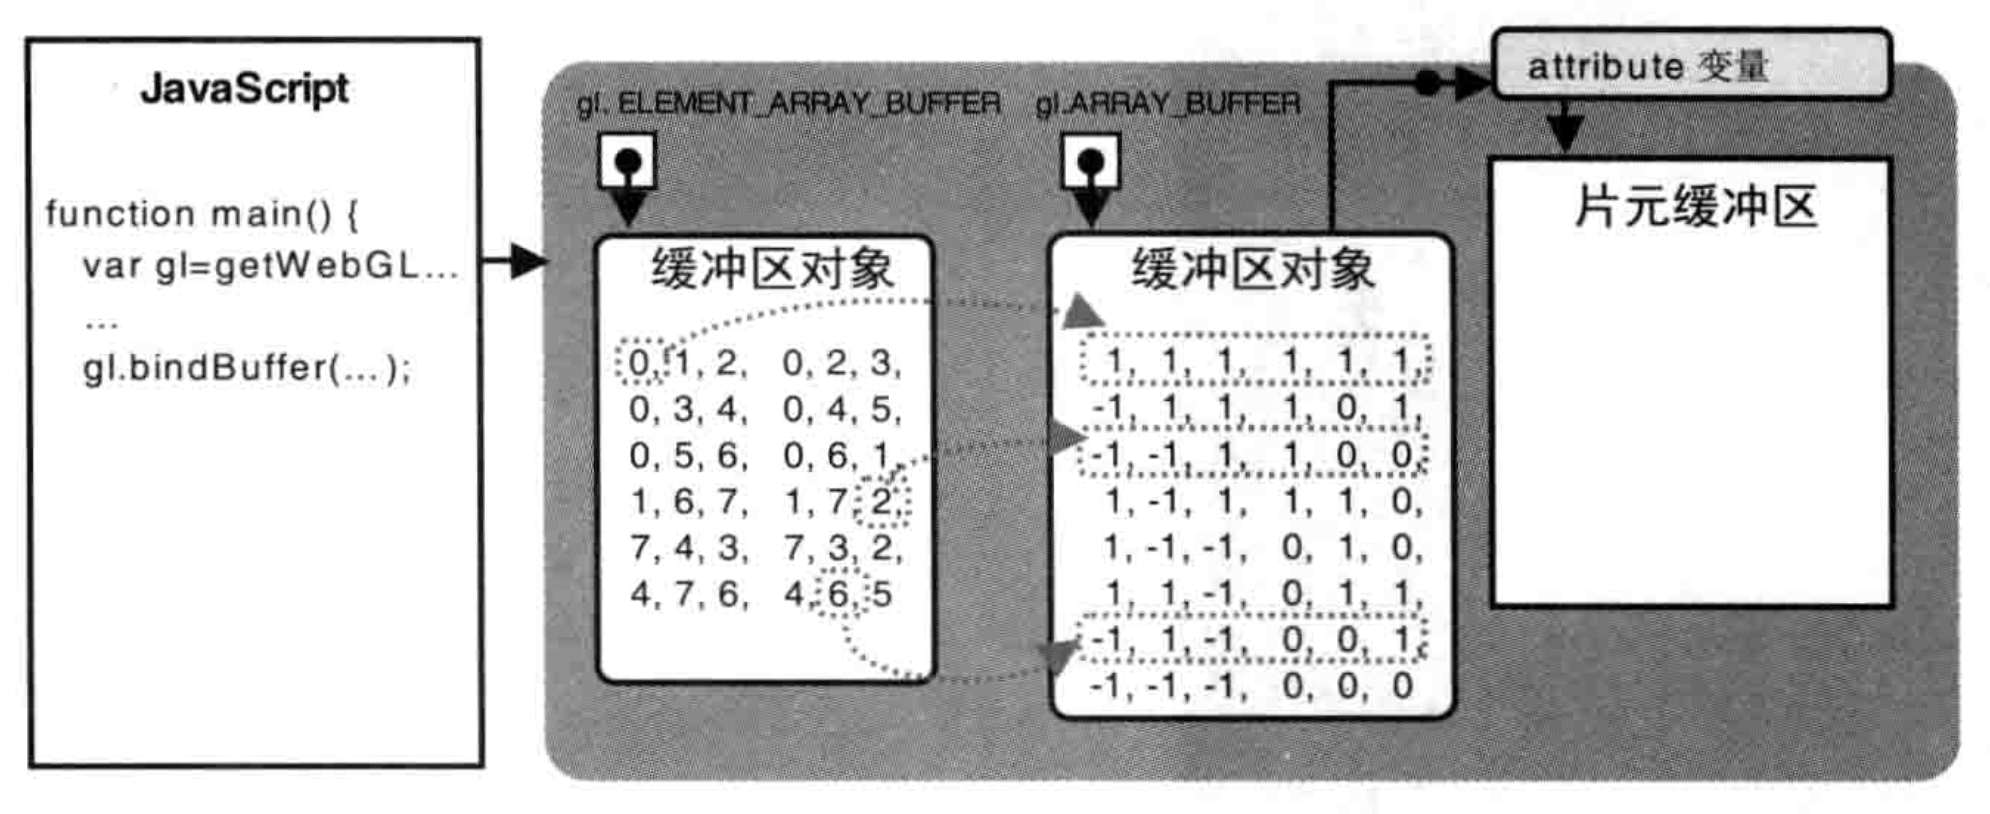 JavaScript
function main() {
var gl=getWebGL...
...
gl.bindBuffer(...);
gl. ELEMENT_ARRAY_BUFFER
缓冲区对象
0, 1, 2, 0, 2, 3,
0, 3, 4, 0, 4, 5,
0, 5, 6, 0, 6, 1,
1, 6, 7, 1, 7, 2,
7, 4, 3, 7, 3, 2,
4, 7, 6, 4, 6, 5
gl.ARRAY_BUFFER
缓冲区对象
1, 1, 1, 1, 1, 1,
-1, 1, 1, 1, 0, 1,
-1, -1, 1, 1, 0, 0,
1, -1, 1, 1, 1, 0,
1, -1, -1, 0, 1, 0,
1, 1, -1, 0, 1, 1,
-1, 1, -1, 0, 0, 1,
-1, -1, -1, 0, 0, 0
attribute 变量
片元缓冲区